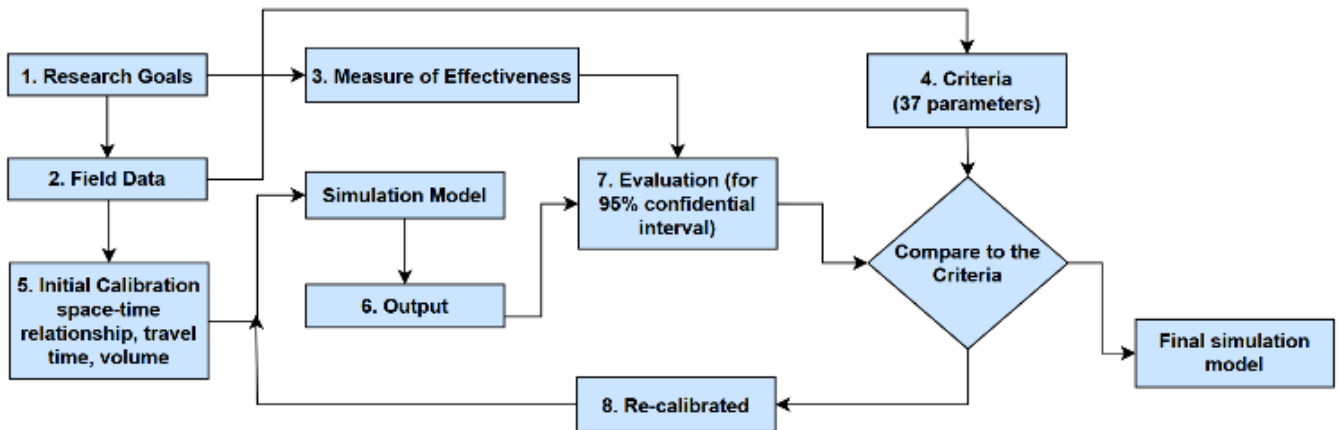 1. Research Goals
3. Measure of Effectiveness
4. Criteria
(37 parameters)
2. Field Data
Simulation Model
7. Evaluation (for
95% confidential
interval)
Compare to the
Criteria
5. Initial Calibration
space-time
relationship, travel
time, volume
6. Output
Final simulation
model
8. Re-calibrated